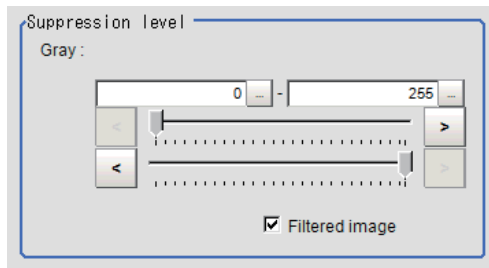 Suppression level
Gray :
0 ... - 255 ...
< >
< >
Filtered image